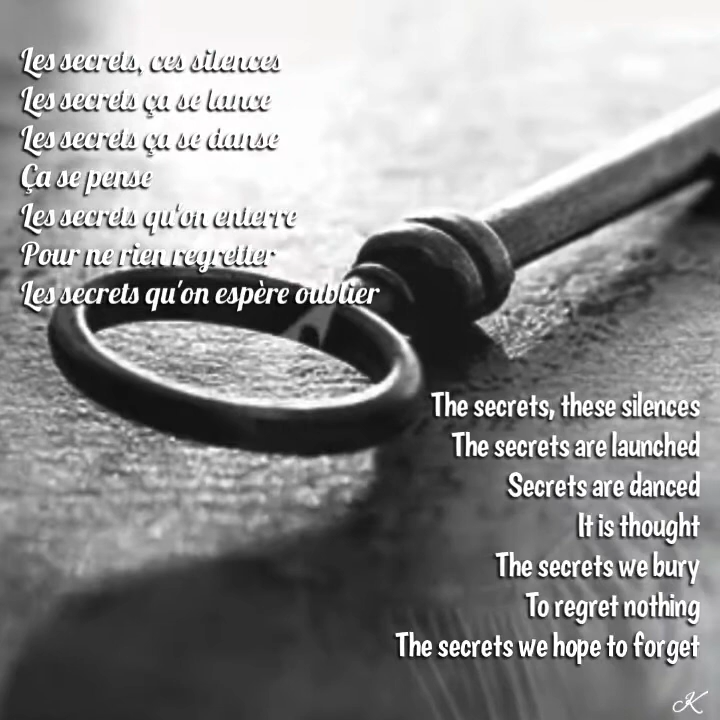 Les secrets, ces silences
Les secrets ça se lance
Les secrets ça se danse
Ça se pense
Les secrets qu'on enterre
Pour ne rien regretter
Les secrets qu'on espère oublier
The secrets, these silences
The secrets are launched
Secrets are danced
It is thought
The secrets we bury
To regret nothing
The secrets we hope to forget
K